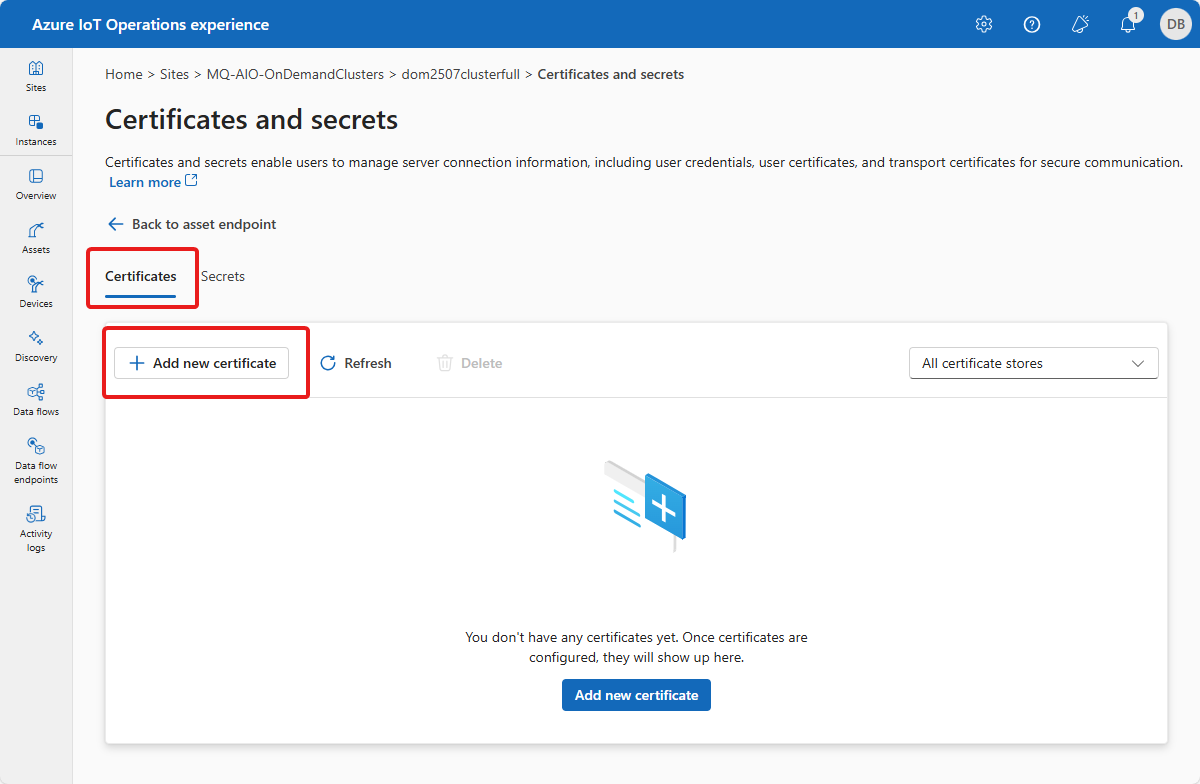 Azure IoT Operations experience
1
DB
Sites
Instances
Overview
Assets
Devices
Discovery
Data flows
Data flow
endpoints
Activity
logs
Home > Sites > MQ-AIO-OnDemandClusters > dom2507clusterfull > Certificates and secrets
Certificates and secrets
Certificates and secrets enable users to manage server connection information, including user credentials, user certificates, and transport certificates for secure communication.
Learn more
Back to asset endpoint
Certificates Secrets
Add new certificate Refresh Delete All certificate stores
You don't have any certificates yet. Once certificates are
configured, they will show up here.
Add new certificate